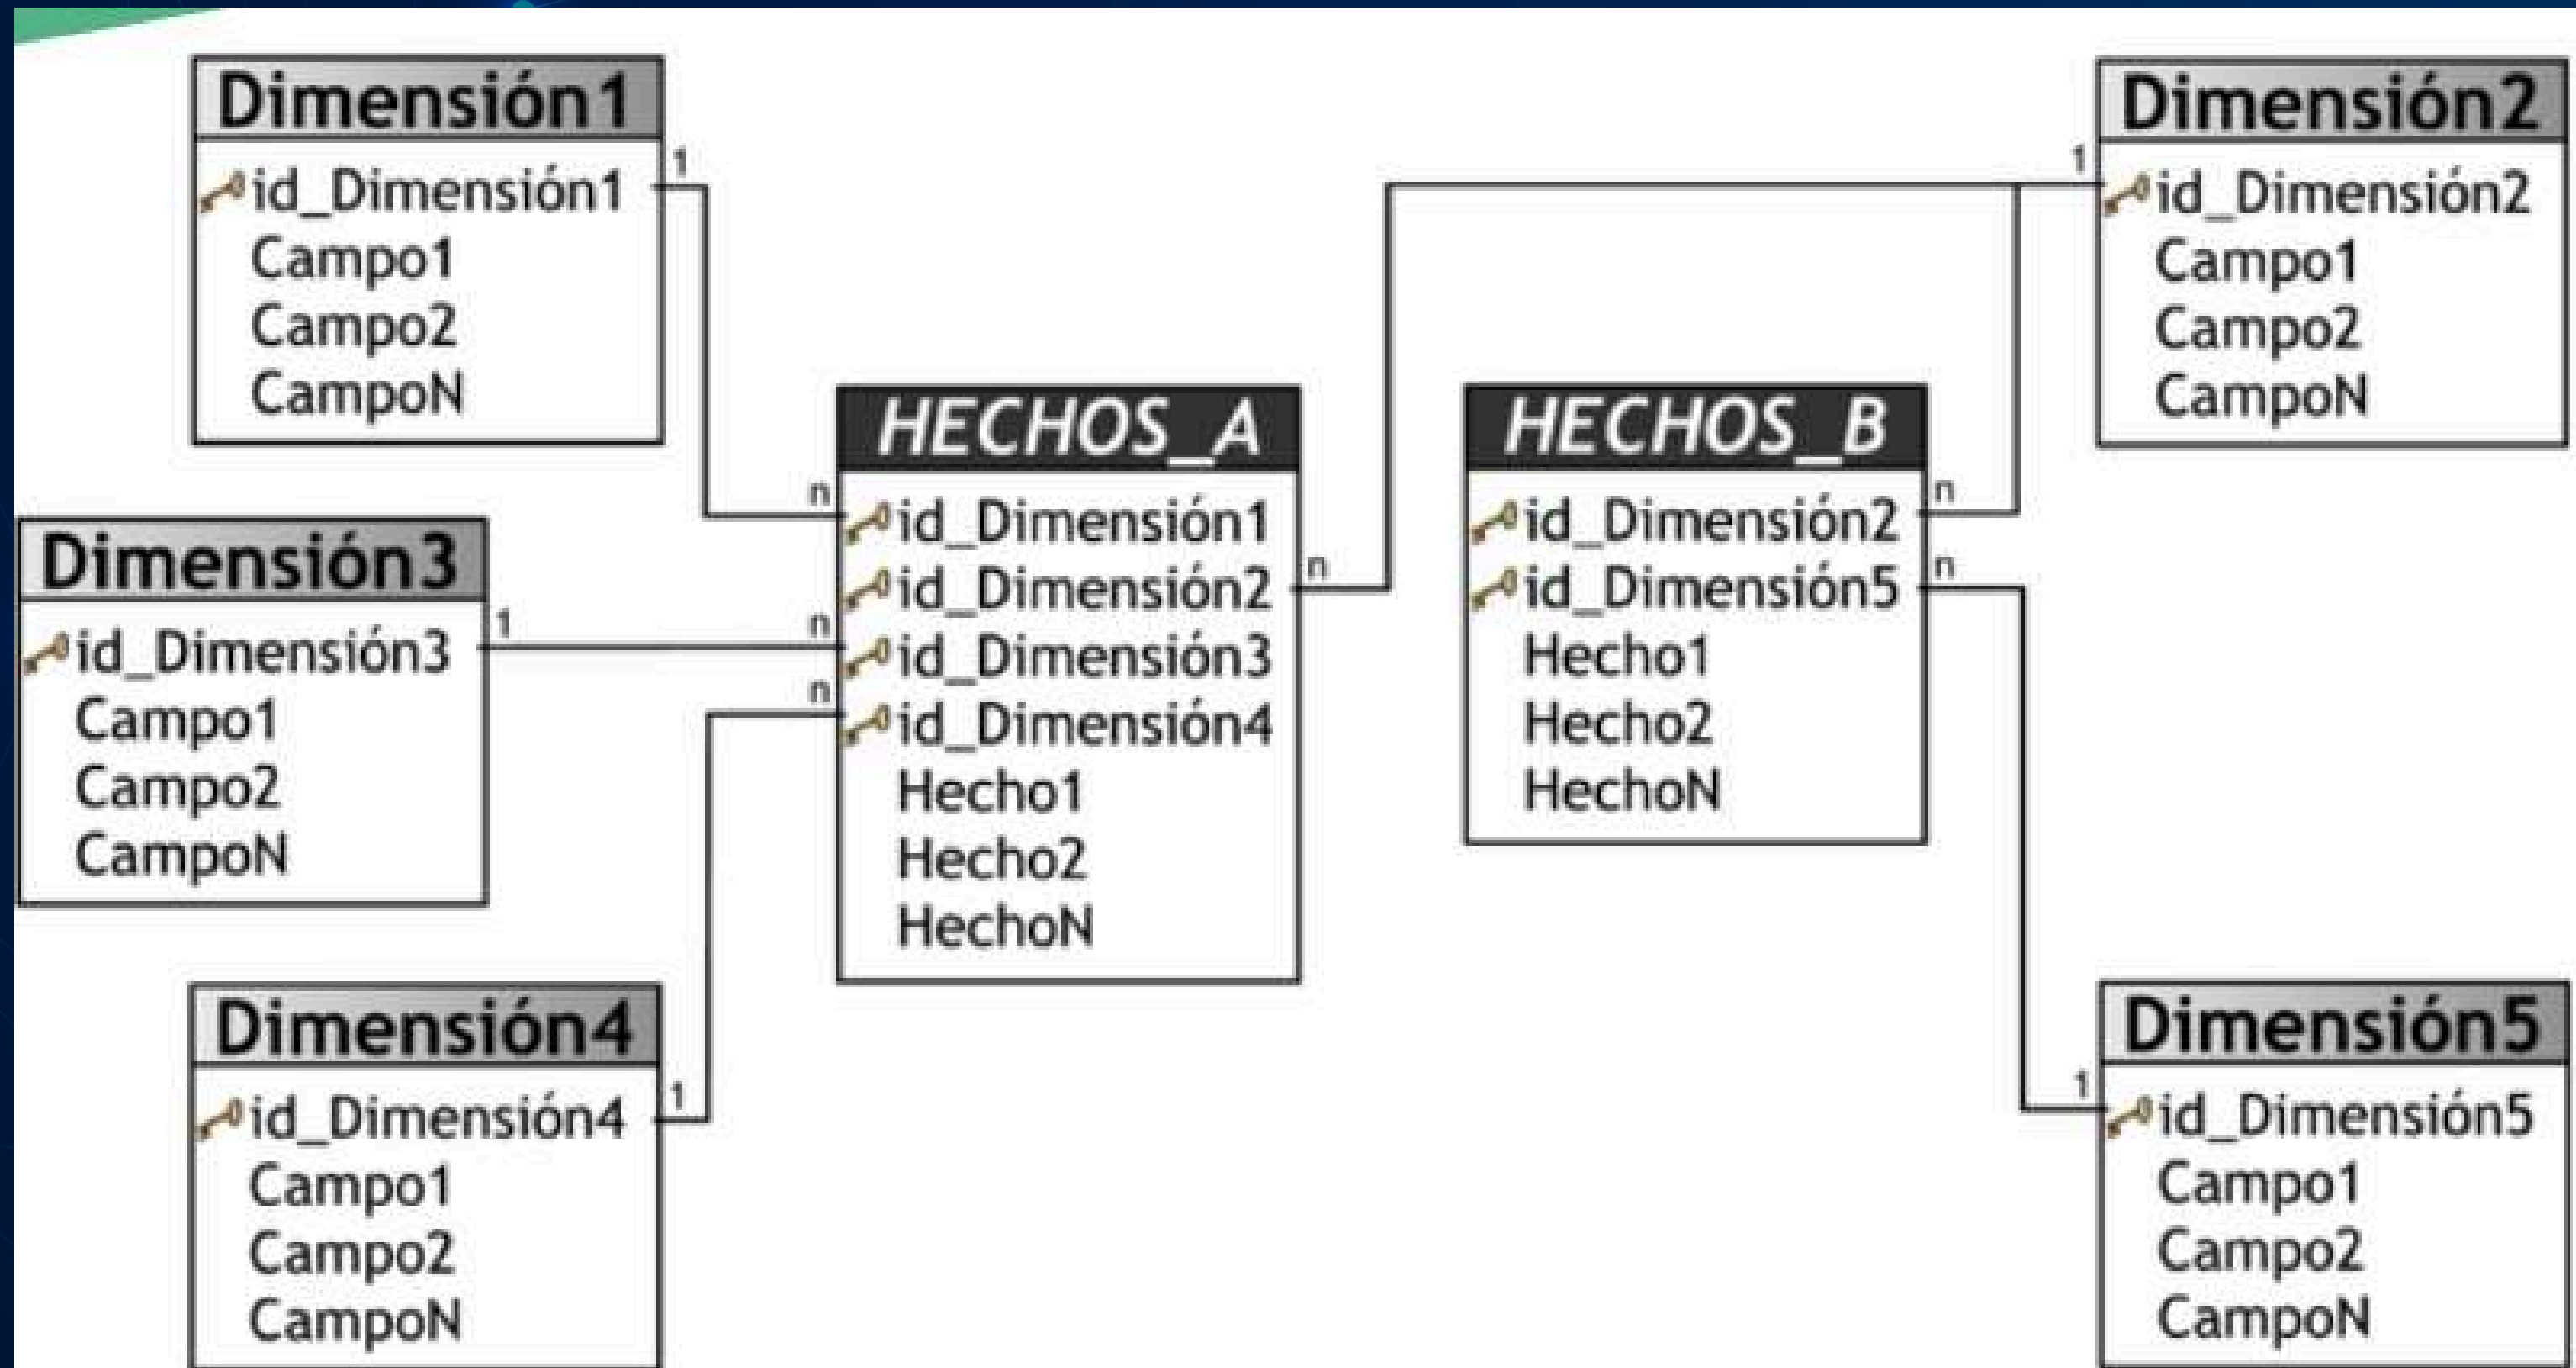 Dimensión1
1
id_Dimensión1
Campo1
Campo2
CampoN
Dimensión3
1
id_Dimensión3
Campo1
Campo2
CampoN
Dimensión4
1
id_Dimensión4
Campo1
Campo2
CampoN
HECHOS_A
n
id_Dimensión1
id_Dimensión2
n
n
id_Dimensión3
n
id_Dimensión4
Hecho1
Hecho2
HechoN
HECHOS_B
n
id_Dimensión2
n
id_Dimensión5
Hecho1
Hecho2
HechoN
Dimensión2
1
id_Dimensión2
Campo1
Campo2
CampoN
Dimensión5
1
id_Dimensión5
Campo1
Campo2
CampoN